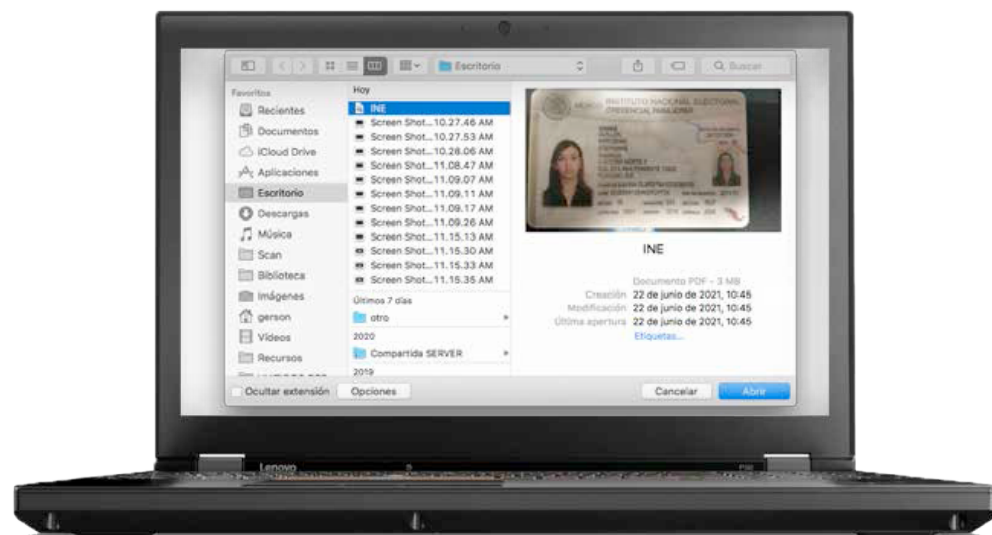 Escritorio
Buscar
Favoritos
Recientes
Documentos
iCloud Drive
Aplicaciones
Escritorio
Descargas
Música
Scan
Biblioteca
Imágenes
gerson
Vídeos
Recursos
Hoy
INE
Screen Shot...10.27.46 AM
Screen Shot...10.27.53 AM
Screen Shot...10.28.06 AM
Screen Shot...11.08.47 AM
Screen Shot...11.09.07 AM
Screen Shot...11.09.11 AM
Screen Shot...11.09.17 AM
Screen Shot...11.09.26 AM
Screen Shot...11.15.13 AM
Screen Shot...11.15.30 AM
Screen Shot...11.15.33 AM
Screen Shot...11.15.35 AM
Últimos 7 días
otro
2020
Compartida SERVER
2019
MÉXICO
INSTITUTO NACIONAL ELECTORAL
CREDENCIAL PARA VOTAR
INE
Documento PDF - 3 MB
Creación 22 de junio de 2021, 10:45
Modificación 22 de junio de 2021, 10:45
Última apertura 22 de junio de 2021, 10:45
Etiquetas...
Ocultar extensión
Opciones
Cancelar
Abrir
Lenovo